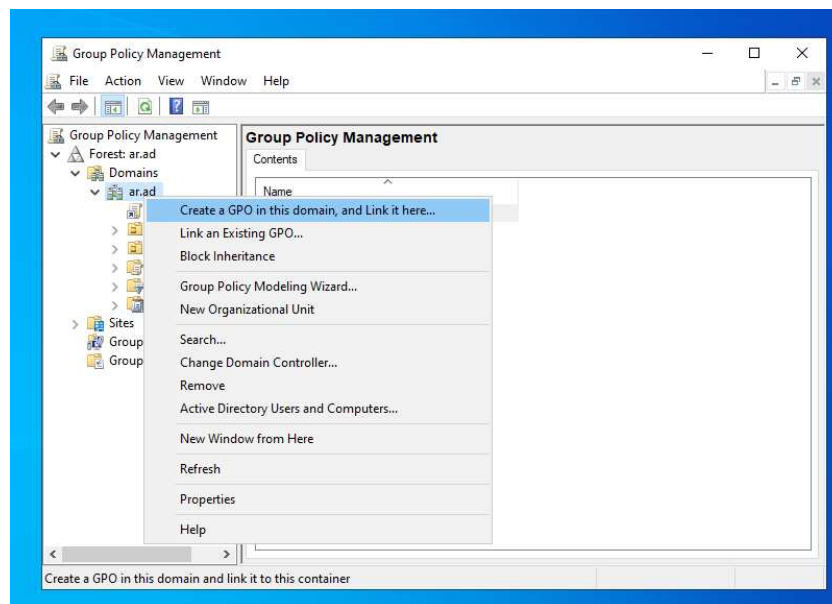 Group Policy Management
File Action View Window Help
Group Policy Management
Forest: ar.ad
Domains
ar.ad
Sites
Group
Group
Group Policy Management
Contents
Name
Create a GPO in this domain, and Link it here...
Link an Existing GPO...
Block Inheritance
Group Policy Modeling Wizard...
New Organizational Unit
Search...
Change Domain Controller...
Remove
Active Directory Users and Computers...
New Window from Here
Refresh
Properties
Help
Create a GPO in this domain and link it to this container